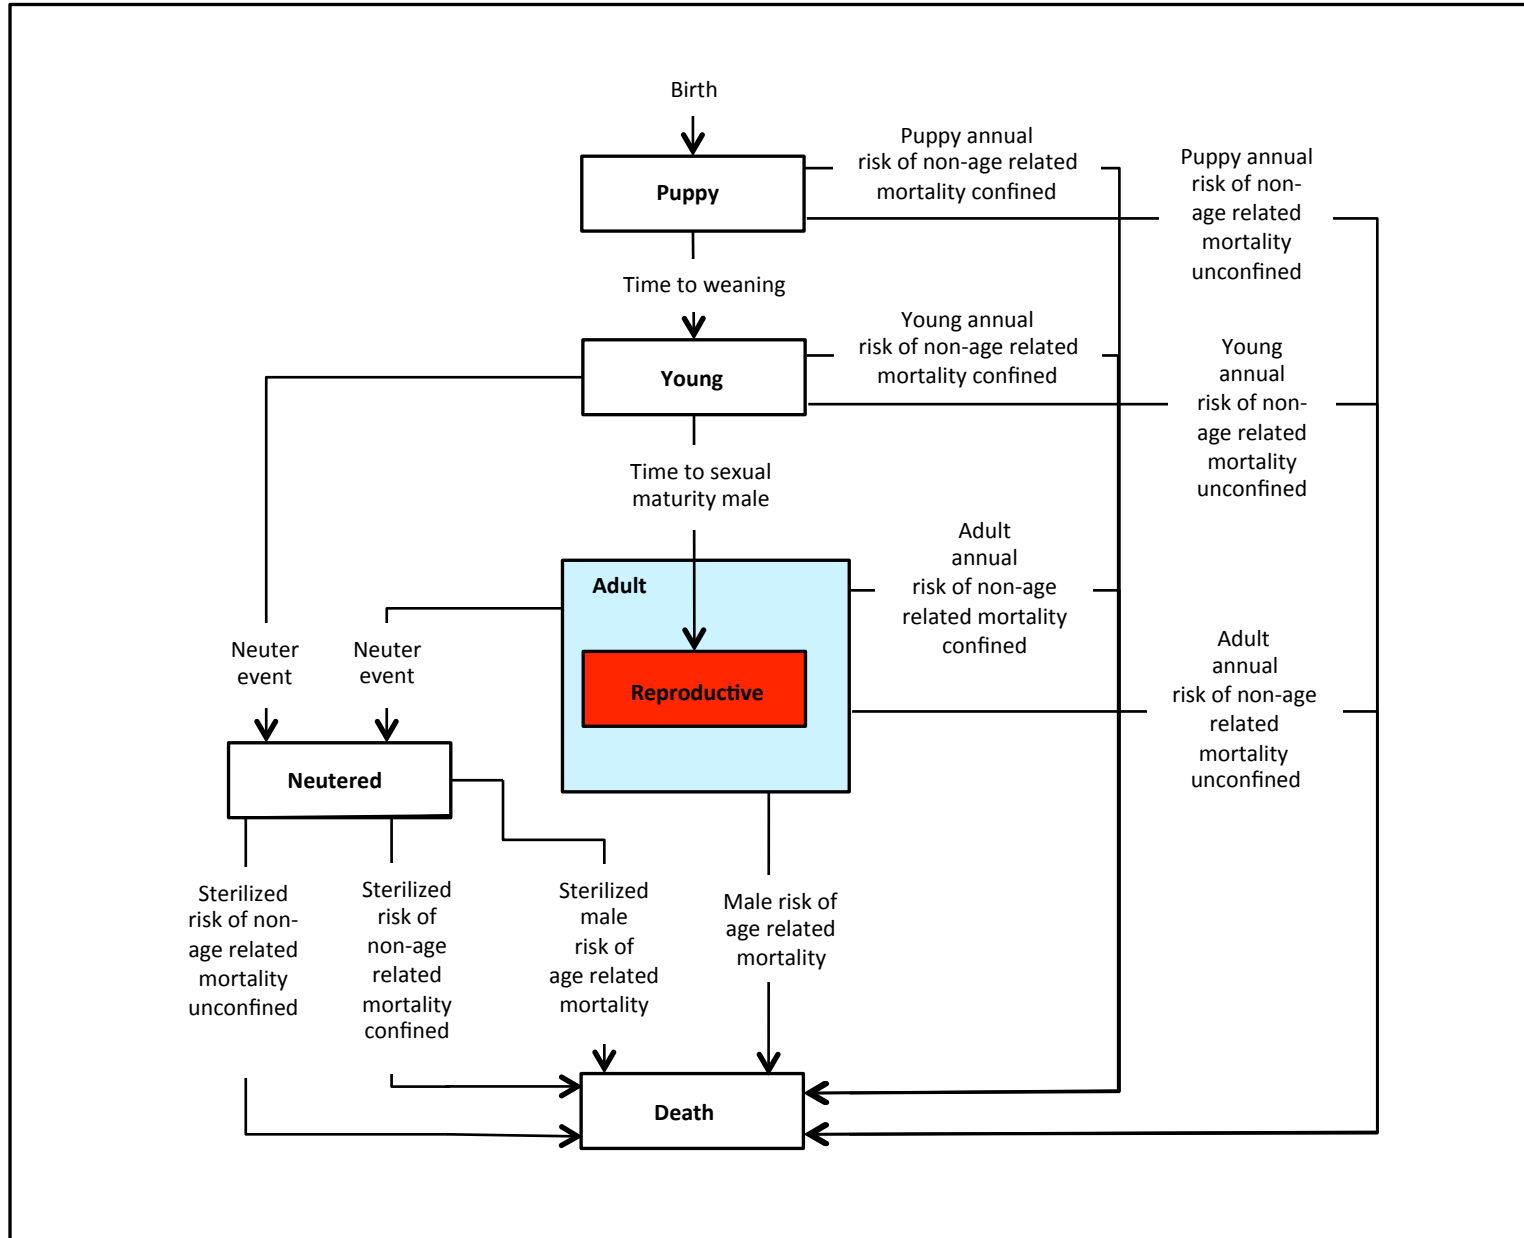 Birth
Puppy annual
risk of non-age related
mortality confined
Puppy annual
risk of non-
age related
mortality
unconfined
Puppy
Time to weaning
Young annual
risk of non-age related
mortality confined
Young
annual
risk of non-
age related
mortality
unconfined
Young
Time to sexual
maturity male
Adult
annual
risk of non-age
related mortality
confined
Adult
Neuter
event
Neuter
event
Reproductive
Adult
annual
risk of non-age
related
mortality
unconfined
Neutered
Sterilized
risk of non-
age related
mortality
unconfined
Sterilized
risk of
non-age
related
mortality
confined
Sterilized
male
risk of
age related
mortality
Male risk of
age related
mortality
Death